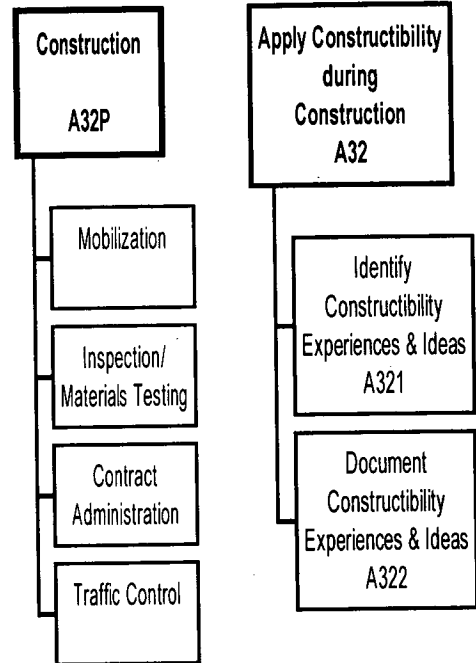 Construction
A32P
Mobilization
Inspection/
Materials Testing
Contract
Administration
Traffic Control
Apply Constructibility
during
Construction
A32
Identify
Constructibility
Experiences & Ideas
A321
Document
Constructibility
Experiences & Ideas
A322